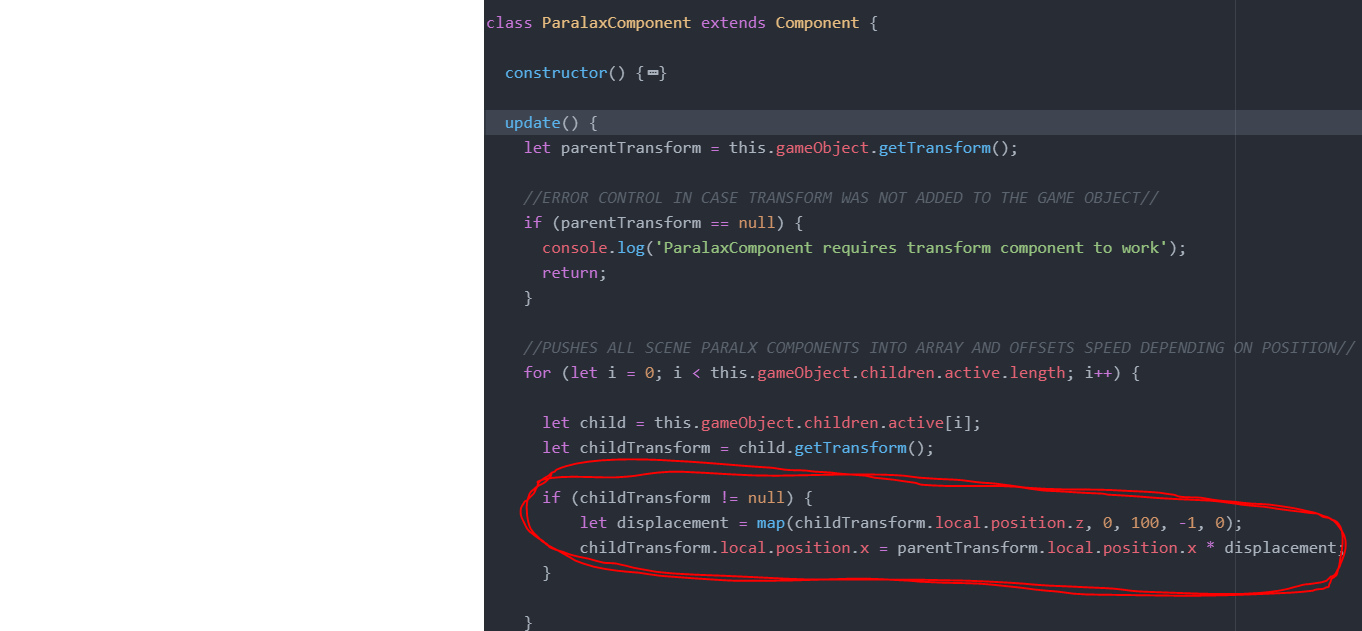 class ParalaxComponent extends Component {
constructor() {…}
update() {
let parentTransform = this.gameObject.getTransform();
//ERROR CONTROL IN CASE TRANSFORM WAS NOT ADDED TO THE GAME OBJECT//
if (parentTransform == null) {
console.log('ParalaxComponent requires transform component to work');
return;
}
//PUSHES ALL SCENE PARALX COMPONENTS INTO ARRAY AND OFFSETS SPEED DEPENDING ON POSITION//
for (let i = 0; i < this.gameObject.children.active.length; i++) {
let child = this.gameObject.children.active[i];
let childTransform = child.getTransform();
if (childTransform != null) {
let displacement = map(childTransform.local.position.z, 0, 100, -1, 0);
childTransform.local.position.x = parentTransform.local.position.x * displacement;
}
}